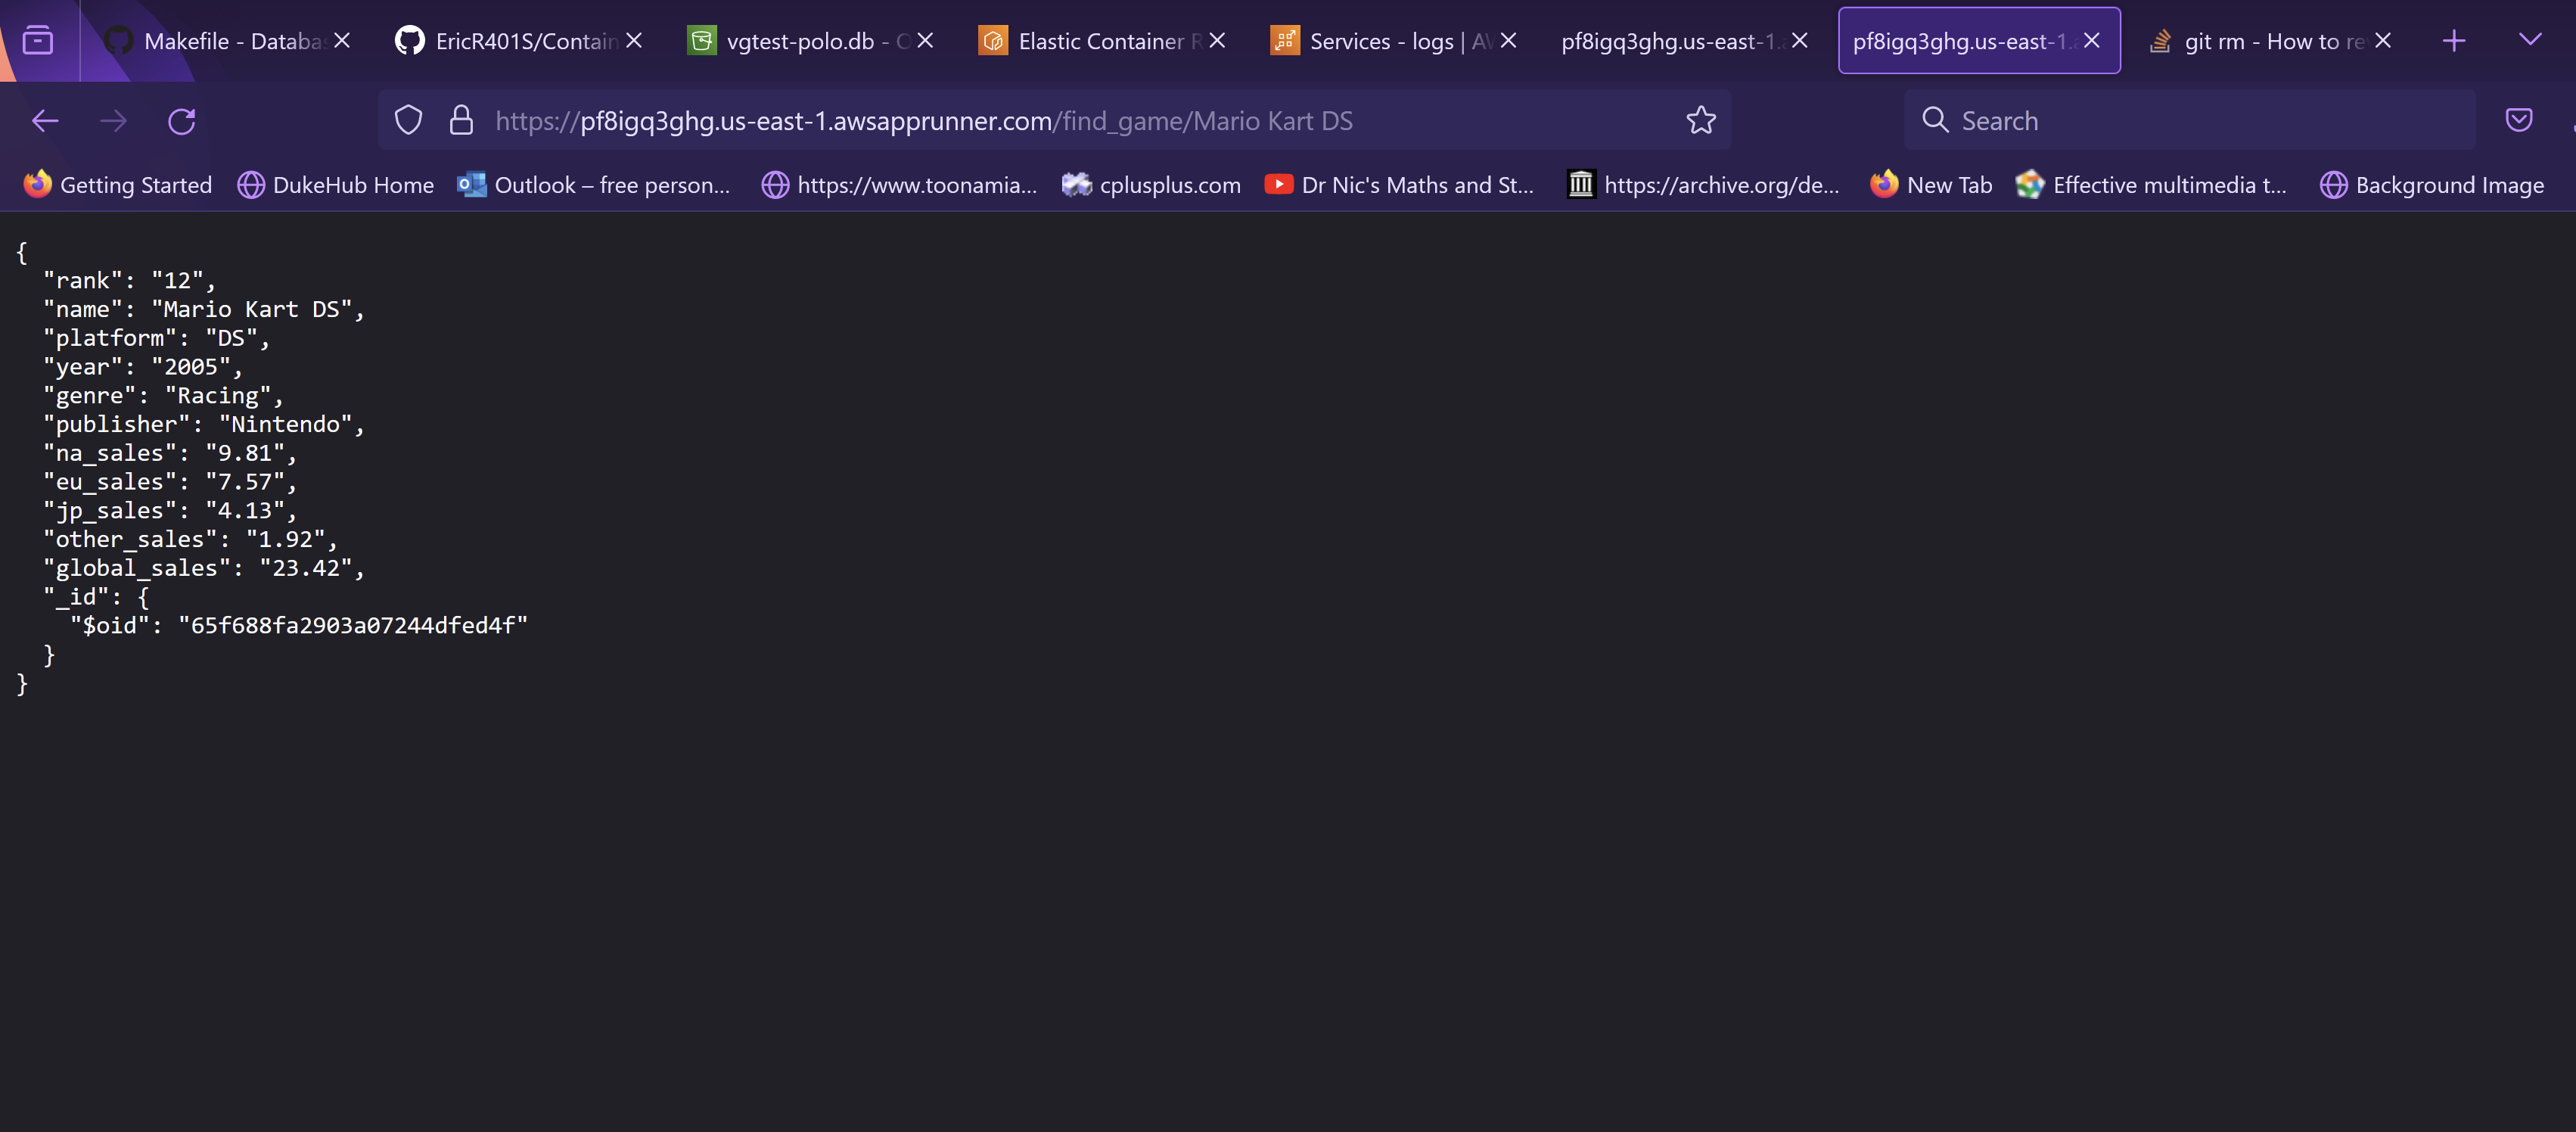 Makefile - Databas
EricR401S/Contain
vgtest-polo.db - O
Elastic Container R
Services - logs | AW
pf8igq3ghg.us-east-1.a
pf8igq3ghg.us-east-1.a
git rm - How to re
https://pf8igq3ghg.us-east-1.awsapprunner.com/find_game/Mario Kart DS
Search
Getting Started
DukeHub Home
Outlook – free person...
https://www.toonamia...
cplusplus.com
Dr Nic's Maths and St...
https://archive.org/de...
New Tab
Effective multimedia t...
Background Image
{
"rank": "12",
"name": "Mario Kart DS",
"platform": "DS",
"year": "2005",
"genre": "Racing",
"publisher": "Nintendo",
"na_sales": "9.81",
"eu_sales": "7.57",
"jp_sales": "4.13",
"other_sales": "1.92",
"global_sales": "23.42",
"_id": {
"$oid": "65f688fa2903a07244dfed4f"
}
}